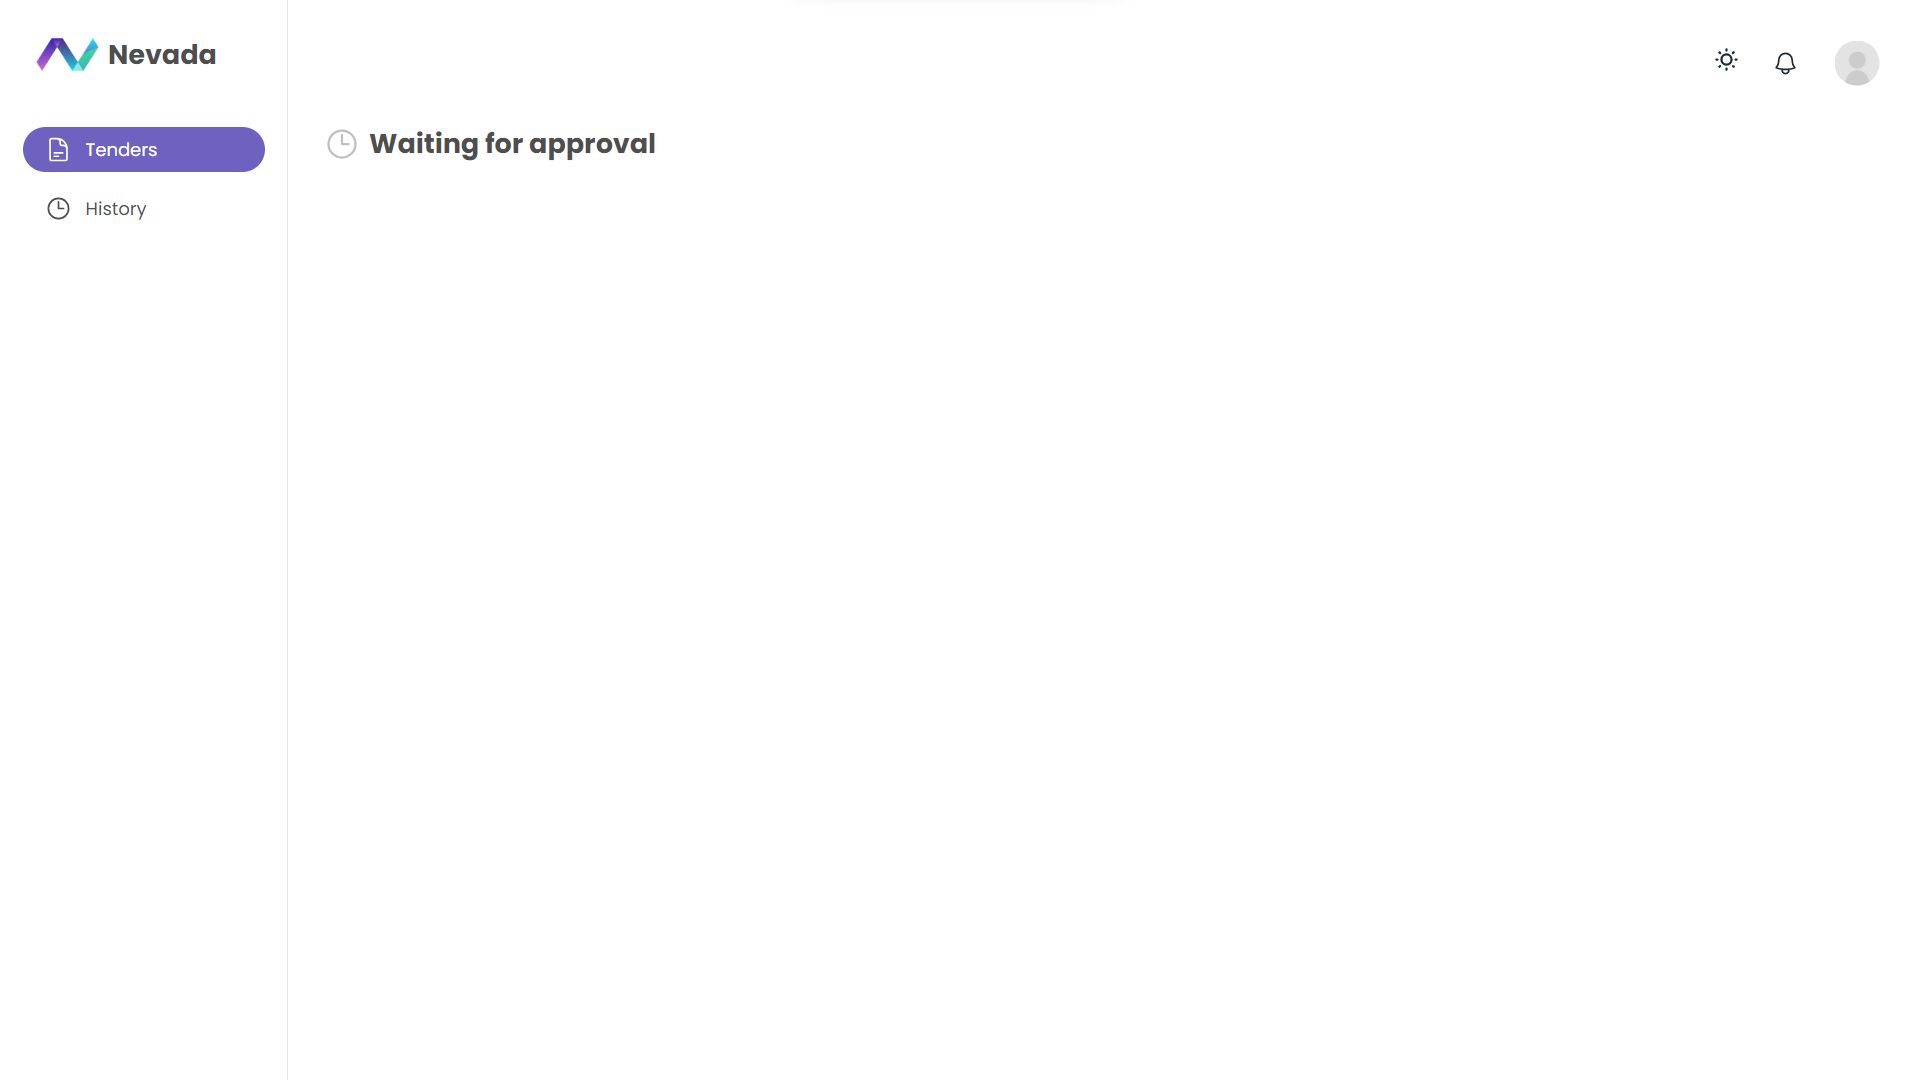 Nevada
Tenders
History
Waiting for approval